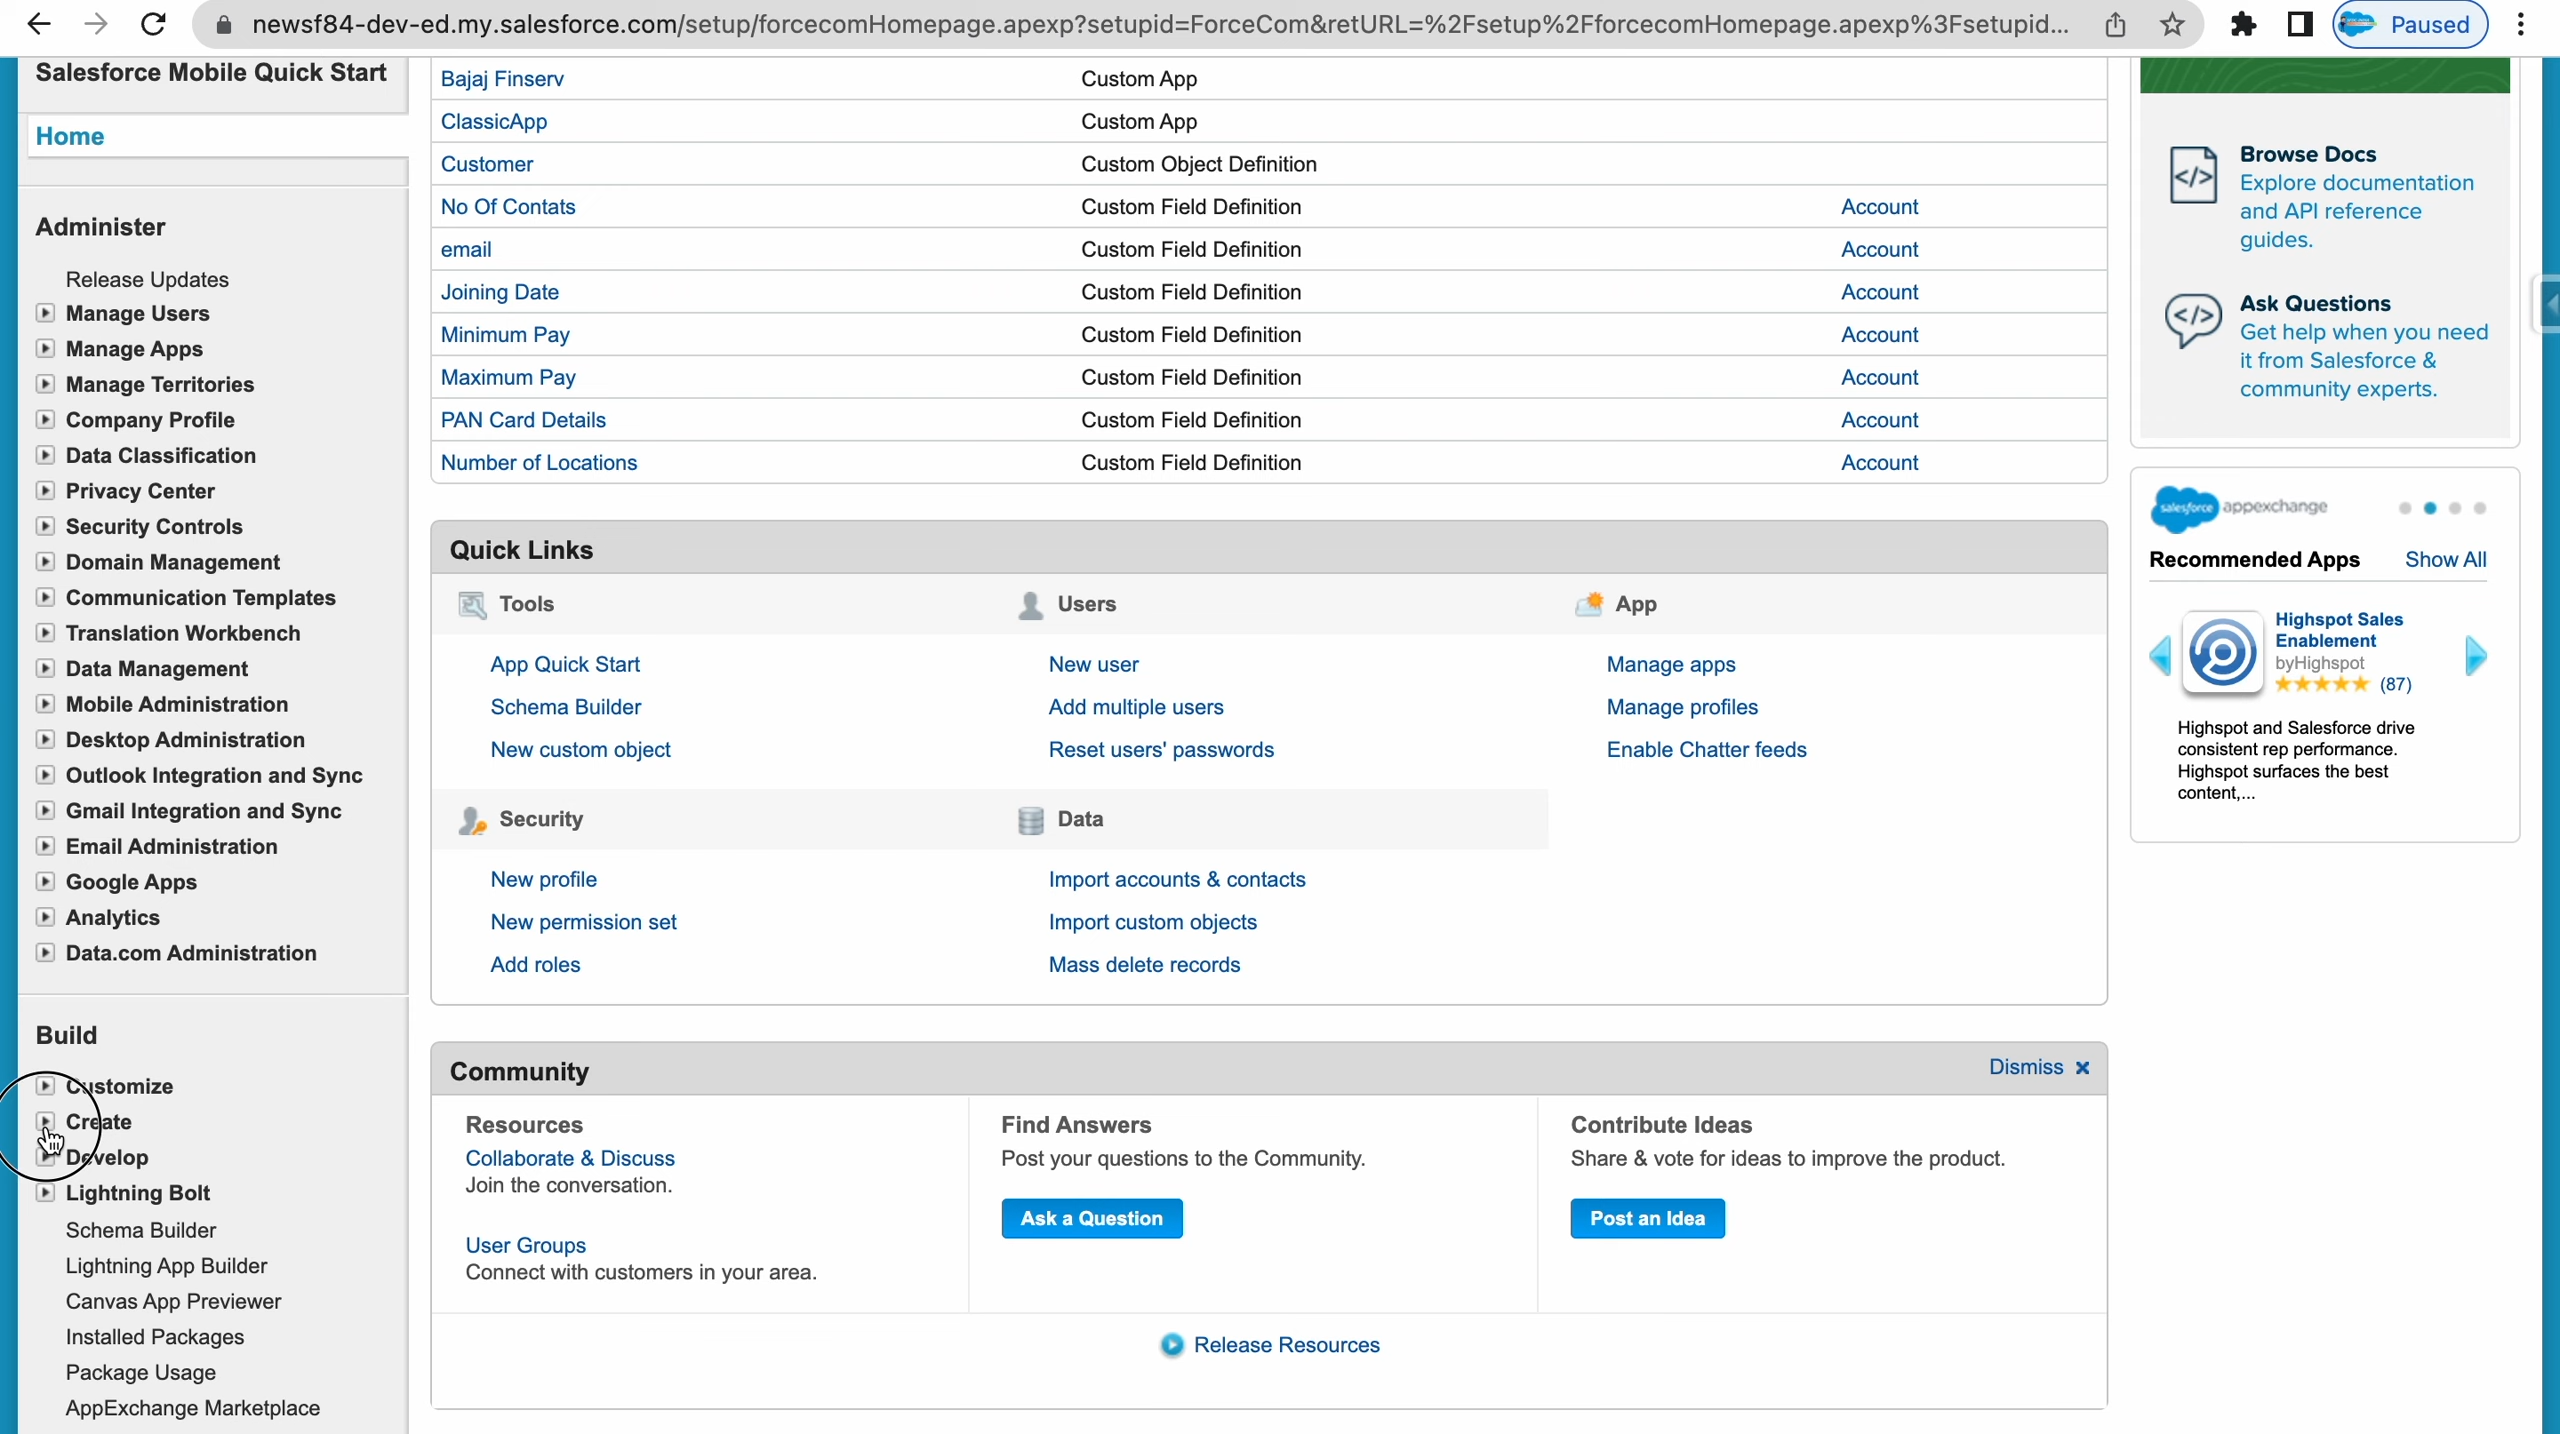 newsf84-dev-ed.my.salesforce.com/setup/forcecomHomepage.apexp?setupid=ForceCom&retURL=%2Fsetup%2FforcecomHomepage.apexp%3Fsetupid...
Paused
Salesforce Mobile Quick Start
Home
Administer
Release Updates
Manage Users
Manage Apps
Manage Territories
Company Profile
Data Classification
Privacy Center
Security Controls
Domain Management
Communication Templates
Translation Workbench
Data Management
Mobile Administration
Desktop Administration
Outlook Integration and Sync
Gmail Integration and Sync
Email Administration
Google Apps
Analytics
Data.com Administration
Build
Customize
Create
Develop
Lightning Bolt
Schema Builder
Lightning App Builder
Canvas App Previewer
Installed Packages
Package Usage
AppExchange Marketplace
Bajaj Finserv Custom App
ClassicApp Custom App
Customer Custom Object Definition
No Of Contats Custom Field Definition Account
email Custom Field Definition Account
Joining Date Custom Field Definition Account
Minimum Pay Custom Field Definition Account
Maximum Pay Custom Field Definition Account
PAN Card Details Custom Field Definition Account
Number of Locations Custom Field Definition Account
Quick Links
Tools
App Quick Start
Schema Builder
New custom object
Users
New user
Add multiple users
Reset users' passwords
App
Manage apps
Manage profiles
Enable Chatter feeds
Security
New profile
New permission set
Add roles
Data
Import accounts & contacts
Import custom objects
Mass delete records
Community
Dismiss
Resources
Collaborate & Discuss
Join the conversation.
User Groups
Connect with customers in your area.
Find Answers
Post your questions to the Community.
Ask a Question
Contribute Ideas
Share & vote for ideas to improve the product.
Post an Idea
Release Resources
Browse Docs
Explore documentation
and API reference
guides.
Ask Questions
Get help when you need
it from Salesforce &
community experts.
salesforce appexchange
Recommended Apps Show All
Highspot Sales
Enablement
byHighspot
(87)
Highspot and Salesforce drive
consistent rep performance.
Highspot surfaces the best
content,...